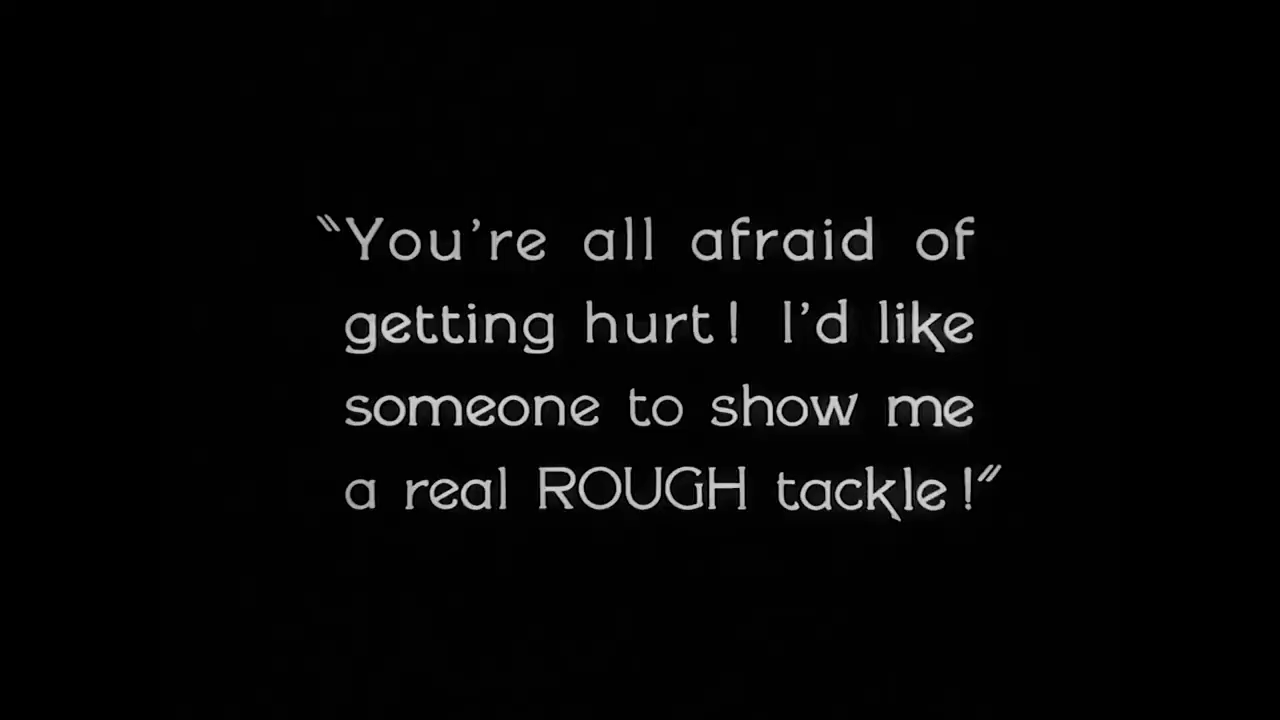 "You're all afraid of
getting hurt! I'd like
someone to show me
a real ROUGH tackle!"